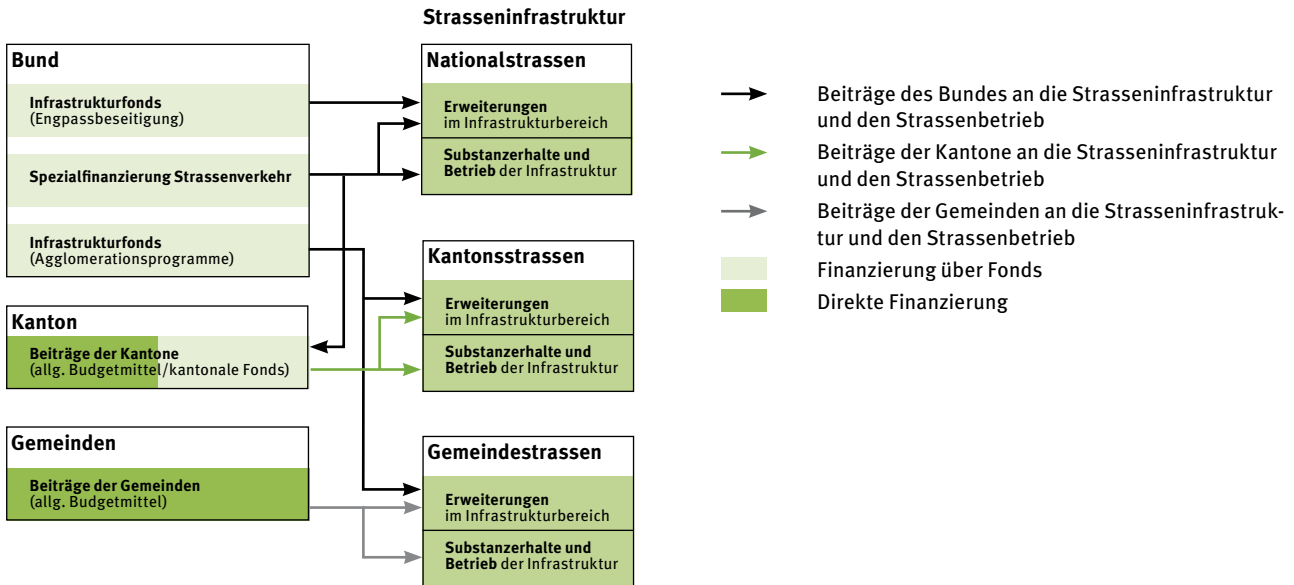 Strasseninfrastruktur
Bund
Infrastrukturfonds
(Engpassbeseitigung)
Spezialfinanzierung Strassenverkehr
Infrastrukturfonds
(Agglomerationsprogramme)
Kanton
Beiträge der Kantone
(allg. Budgetmittel/kantonale Fonds)
Gemeinden
Beiträge der Gemeinden
(allg. Budgetmittel)
Nationalstrassen
Erweiterungen
im Infrastrukturbereich
Substanzerhalte und
Betrieb der Infrastruktur
Kantonsstrassen
Erweiterungen
im Infrastrukturbereich
Substanzerhalte und
Betrieb der Infrastruktur
Gemeindestrassen
Erweiterungen
im Infrastrukturbereich
Substanzerhalte und
Betrieb der Infrastruktur
Beiträge des Bundes an die Strasseninfrastruktur
und den Strassenbetrieb
Beiträge der Kantone an die Strasseninfrastruktur
und den Strassenbetrieb
Beiträge der Gemeinden an die Strasseninfrastruk-
tur und den Strassenbetrieb
Finanzierung über Fonds
Direkte Finanzierung